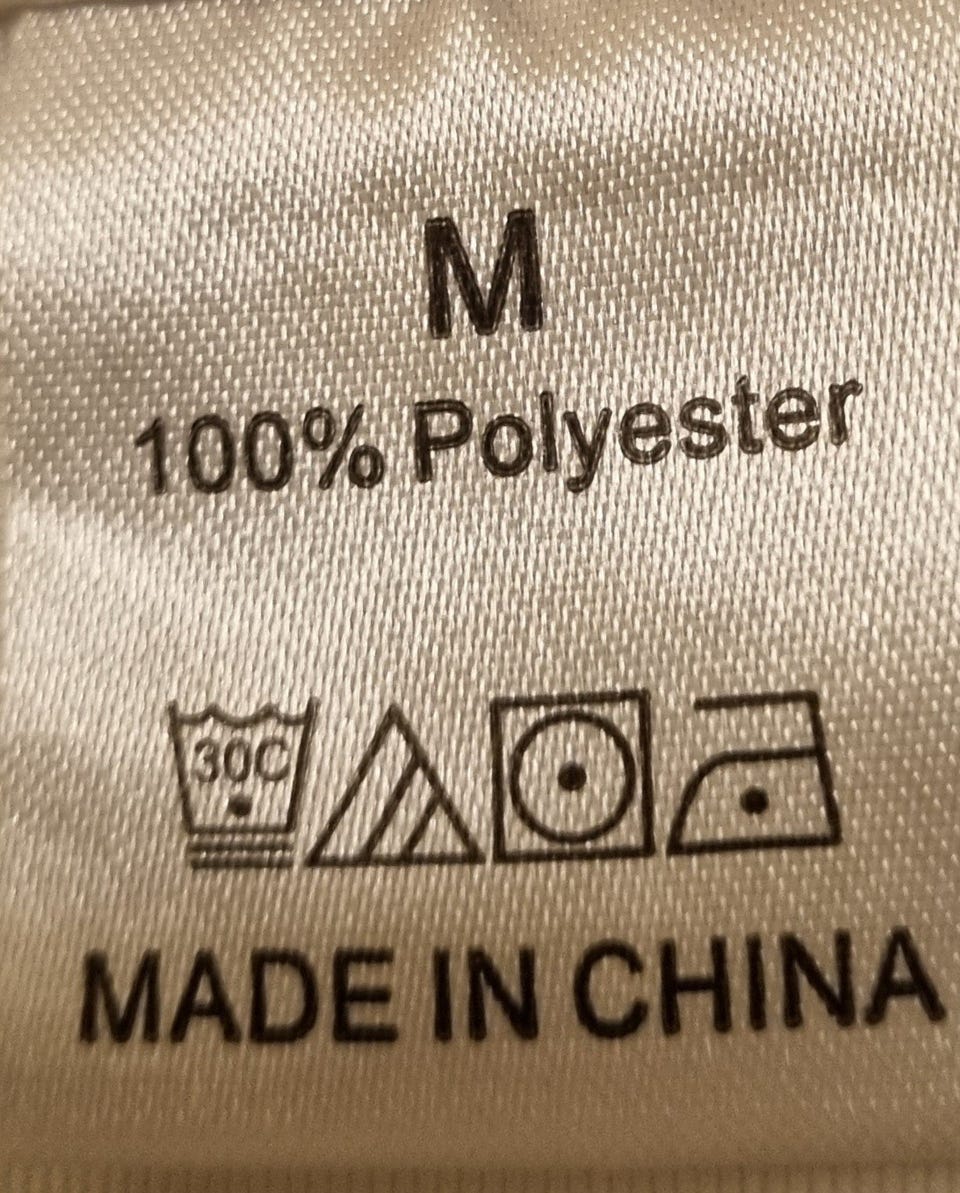 M
100% Polyester
30C
MADE IN CHINA